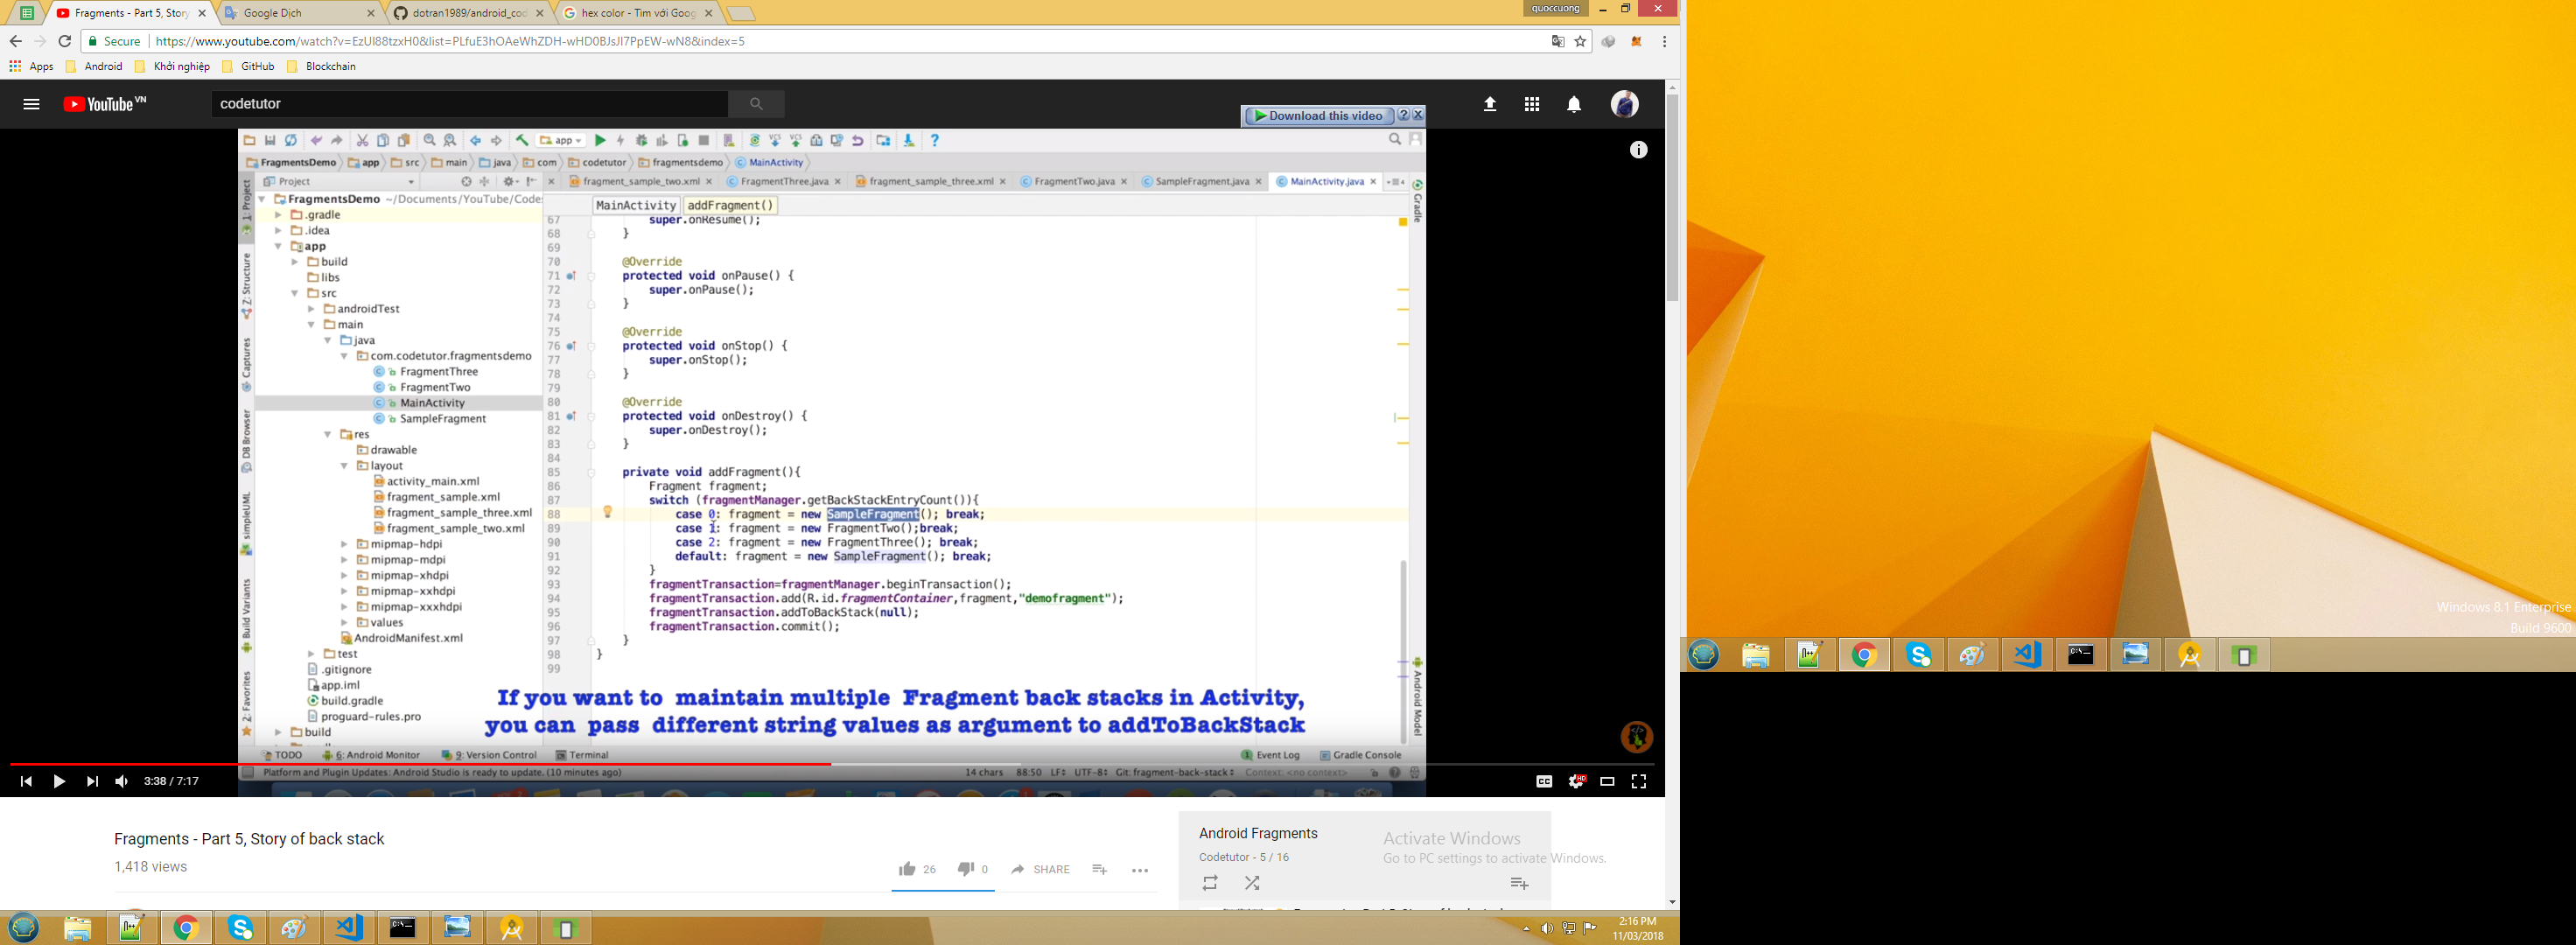 Fragments - Part 5, Story
Google Dịch
dotran1989/android_cod
hex color - Tìm với Goog
quoccuong
Secure
https://www.youtube.com/watch?v=EzUI88tzxH0&list=PLfuE3hOAeWhZDH-wHD0BJsJI7PpEW-wN8&index=5
Apps
Android
Khởi nghiệp
GitHub
Blockchain
YouTube VN
codetutor
Download this video
app
FragmentsDemo
app
src
main
java
com
codetutor
fragmentsdemo
MainActivity
Project
fragment_sample_two.xml
FragmentThree.java
fragment_sample_three.xml
FragmentTwo.java
SampleFragment.java
MainActivity.java
1: Project
Z: Structure
Captures
DB Browser
simpleUML
Build Variants
2: Favorites
FragmentsDemo ~/Documents/YouTube/Code
.gradle
.idea
app
build
libs
src
androidTest
main
java
com.codetutor.fragmentsdemo
FragmentThree
FragmentTwo
MainActivity
SampleFragment
res
drawable
layout
activity_main.xml
fragment_sample.xml
fragment_sample_three.xml
fragment_sample_two.xml
mipmap-hdpi
mipmap-mdpi
mipmap-xhdpi
mipmap-xxhdpi
mipmap-xxxhdpi
values
AndroidManifest.xml
test
.gitignore
app.iml
build.gradle
proguard-rules.pro
build
MainActivity
addFragment()
67 super.onResume();
68 }
69
70 @Override
71 protected void onPause() {
72 super.onPause();
73 }
74
75 @Override
76 protected void onStop() {
77 super.onStop();
78 }
79
80 @Override
81 protected void onDestroy() {
82 super.onDestroy();
83 }
84
85 private void addFragment(){
86 Fragment fragment;
87 switch (fragmentManager.getBackStackEntryCount()){
88 case 0: fragment = new SampleFragment(); break;
89 case 1: fragment = new FragmentTwo();break;
90 case 2: fragment = new FragmentThree(); break;
91 default: fragment = new SampleFragment(); break;
92 }
93 fragmentTransaction=fragmentManager.beginTransaction();
94 fragmentTransaction.add(R.id.fragmentContainer,fragment,"demofragment");
95 fragmentTransaction.addToBackStack(null);
96 fragmentTransaction.commit();
97 }
98 }
99
Gradle
Android Model
If you want to maintain multiple Fragment back stacks in Activity,
you can pass different string values as argument to addToBackStack
TODO
6: Android Monitor
9: Version Control
Terminal
Event Log
Gradle Console
Platform and Plugin Updates: Android Studio is ready to update. (10 minutes ago)
14 chars
88:50
LF
UTF-8
Git: fragment-back-stack
Context: <no context>
3:38 / 7:17
CC
HD
Fragments - Part 5, Story of back stack
1,418 views
26
0
SHARE
Android Fragments
Codetutor - 5 / 16
Activate Windows
Go to PC settings to activate Windows.
2:16 PM
11/03/2018
Windows 8.1 Enterprise
Build 9600